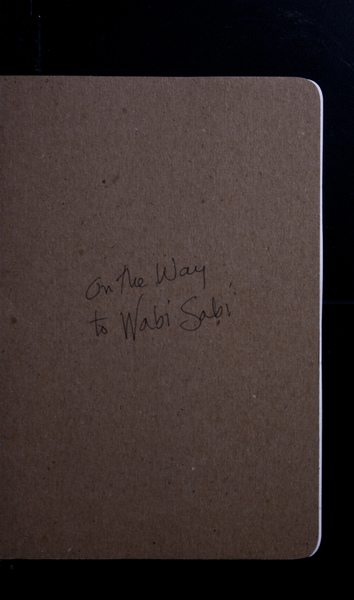 On the Way
to Wabi Sabi